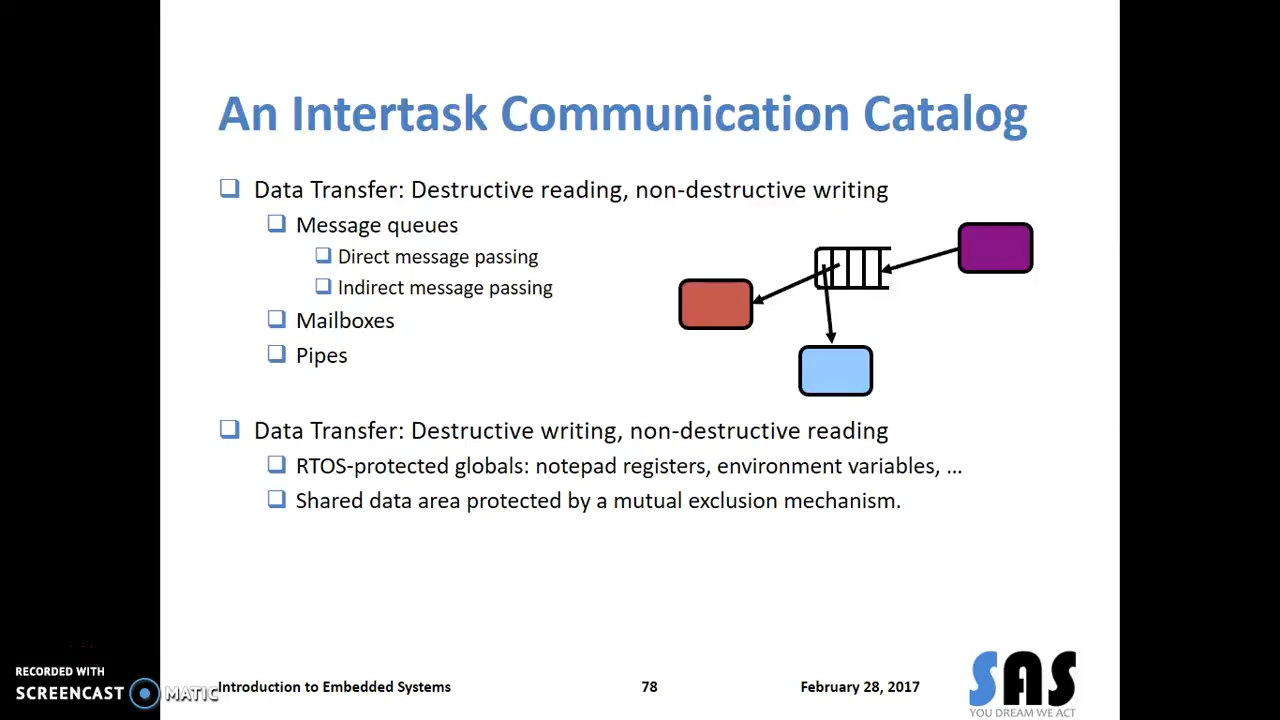 An Intertask Communication Catalog
Data Transfer: Destructive reading, non-destructive writing
Message queues
Direct message passing
Indirect message passing
Mailboxes
Pipes
Data Transfer: Destructive writing, non-destructive reading
RTOS-protected globals: notepad registers, environment variables, ...
Shared data area protected by a mutual exclusion mechanism.
RECORDED WITH
SCREENCAST MATIC
Introduction to Embedded Systems
78
February 28, 2017
SAS
YOU DREAM WE ACT